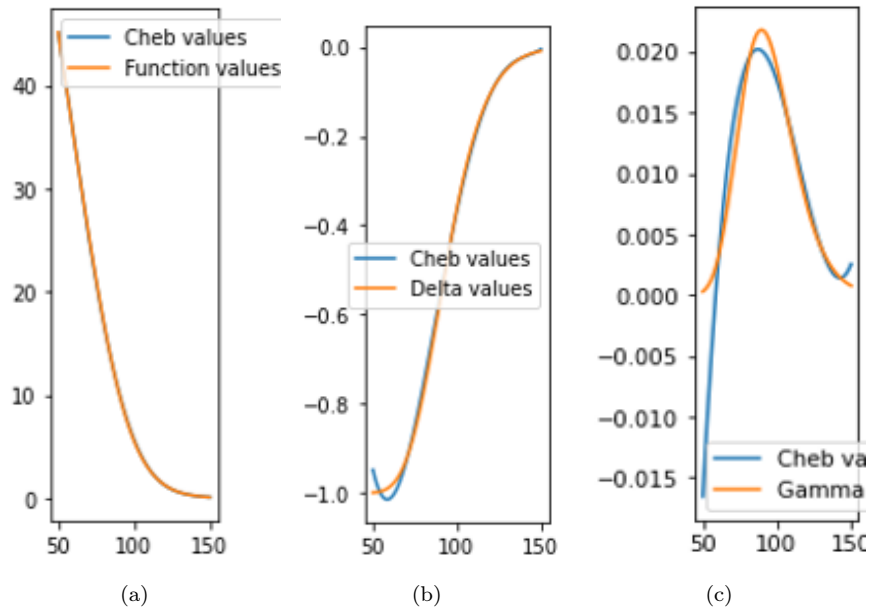 Cheb values
Function values
40
30
20
10
0
50 100 150
(a)
0.0
−0.2
−0.4
−0.6
−0.8
−1.0
Cheb values
Delta values
50 100 150
(b)
0.020
0.015
0.010
0.005
0.000
−0.005
−0.010
−0.015
Cheb va
Gamma
50 100 150
(c)